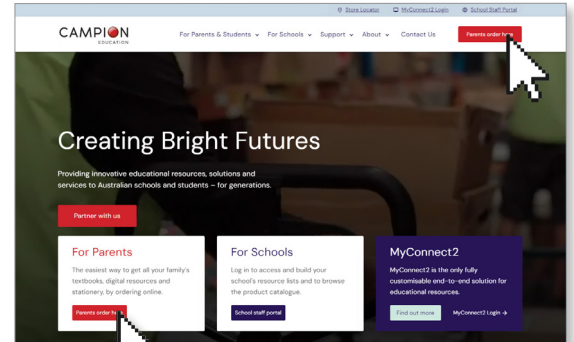 Store Locator MyConnect2 Login School Staff Portal
CAMPION
EDUCATION
For Parents & Students For Schools Support About Contact Us Parents order here
Creating Bright Futures
Providing innovative educational resources, solutions and
services to Australian schools and students – for generations.
Partner with us
For Parents
The easiest way to get all your family's
textbooks, digital resources and
stationery, by ordering online.
Parents order
For Schools
Log in to access and build your
school's resource lists and to browse
the product catalogue.
School staff portal
MyConnect2
MyConnect2 is the only fully
customisable end-to-end solution for
educational resources.
Find out more MyConnect2 Login →